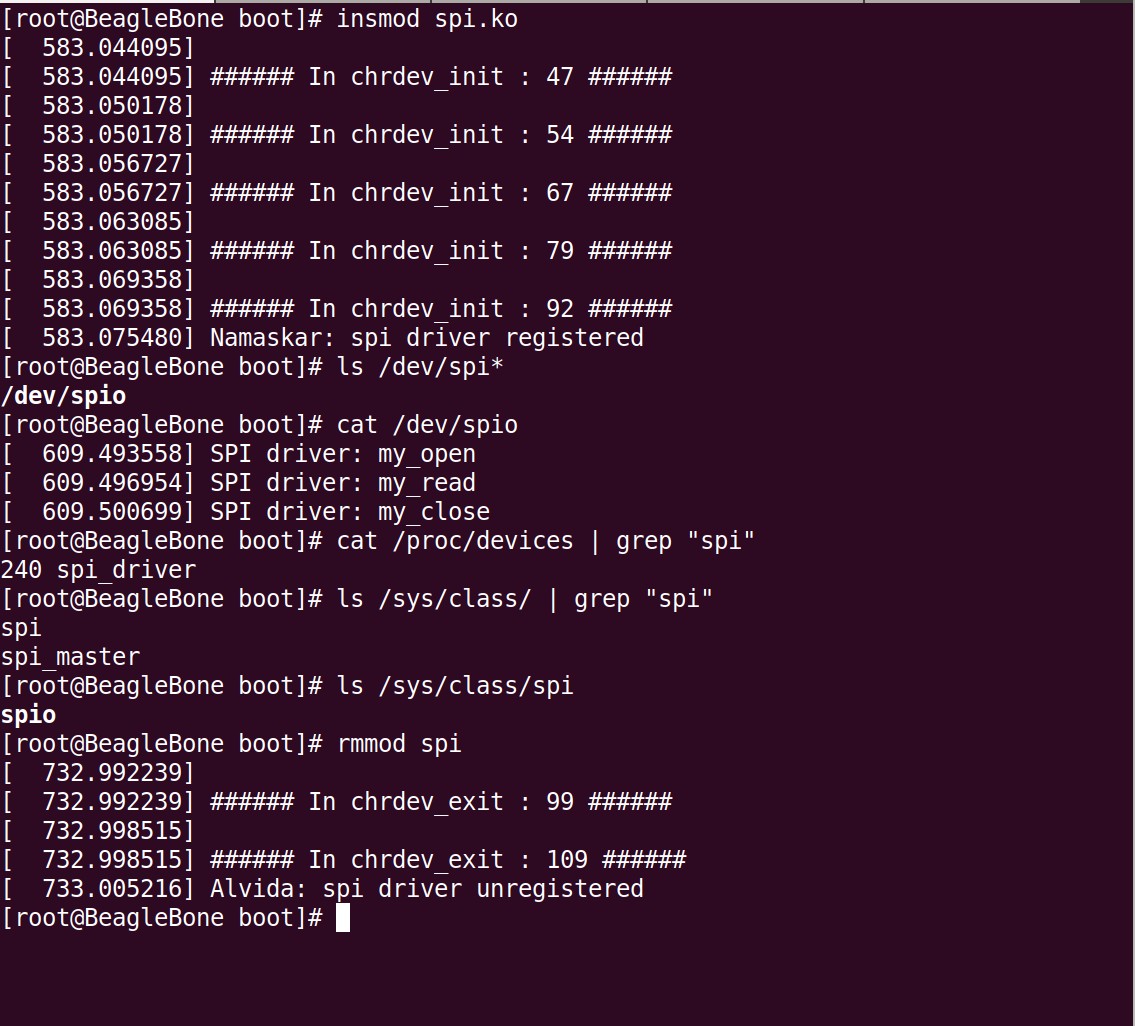 [root@BeagleBone boot]# insmod spi.ko
[  583.044095]
[  583.044095] ###### In chrdev_init : 47 ######
[  583.050178]
[  583.050178] ###### In chrdev_init : 54 ######
[  583.056727]
[  583.056727] ###### In chrdev_init : 67 ######
[  583.063085]
[  583.063085] ###### In chrdev_init : 79 ######
[  583.069358]
[  583.069358] ###### In chrdev_init : 92 ######
[  583.075480] Namaskar: spi driver registered
[root@BeagleBone boot]# ls /dev/spi*
/dev/spio
[root@BeagleBone boot]# cat /dev/spio
[  609.493558] SPI driver: my_open
[  609.496954] SPI driver: my_read
[  609.500699] SPI driver: my_close
[root@BeagleBone boot]# cat /proc/devices | grep "spi"
240 spi_driver
[root@BeagleBone boot]# ls /sys/class/ | grep "spi"
spi
spi_master
[root@BeagleBone boot]# ls /sys/class/spi
spio
[root@BeagleBone boot]# rmmod spi
[  732.992239]
[  732.992239] ###### In chrdev_exit : 99 ######
[  732.998515]
[  732.998515] ###### In chrdev_exit : 109 ######
[  733.005216] Alvida: spi driver unregistered
[root@BeagleBone boot]#